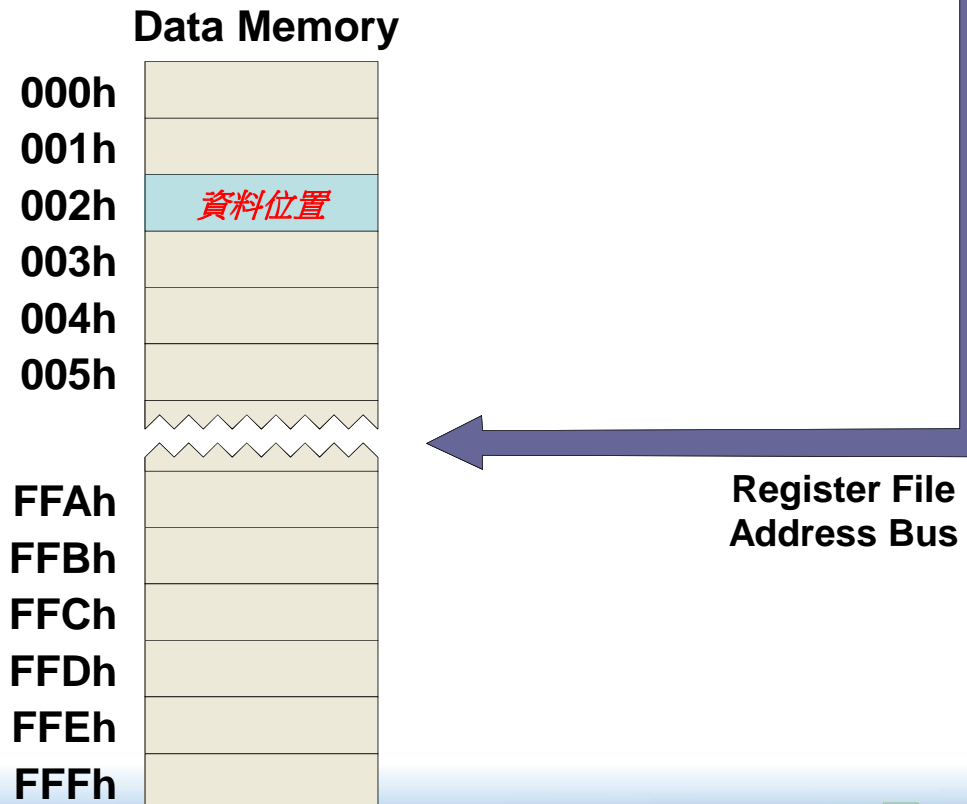 Data Memory
000h
001h
002h 資料位置
003h
004h
005h
FFAh
FFBh
FFCh
FFDh
FFEh
FFFh
Register File
Address Bus